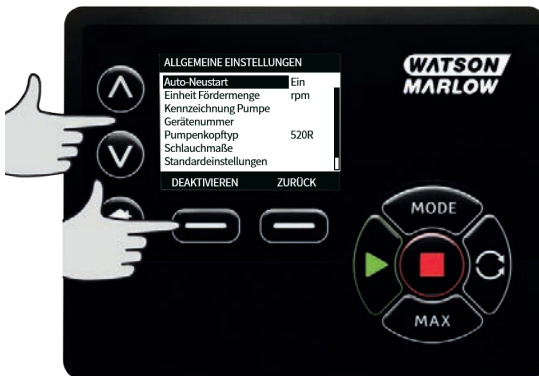 ALLGEMEINE EINSTELLUNGEN
Auto-Neustart Ein
Einheit Fördermenge rpm
Kennzeichnung Pumpe
Gerätenummer
Pumpenkopftyp 520R
Schlauchmaße
Standardeinstellungen
DEAKTIVIEREN ZURÜCK
WATSON
MARLOW
MODE
MAX